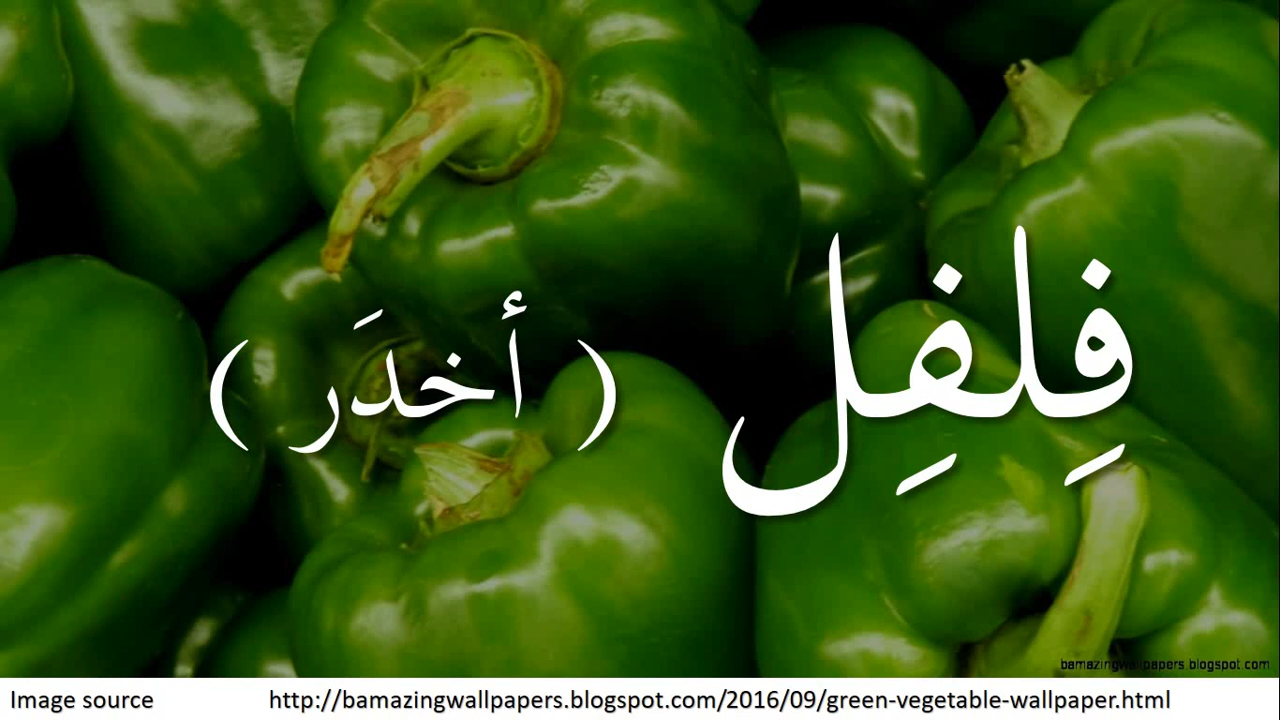 فِلفِل ( أخدَر )
bamazingwallpapers.blogspot.com
Image source http://bamazingwallpapers.blogspot.com/2016/09/green-vegetable-wallpaper.html